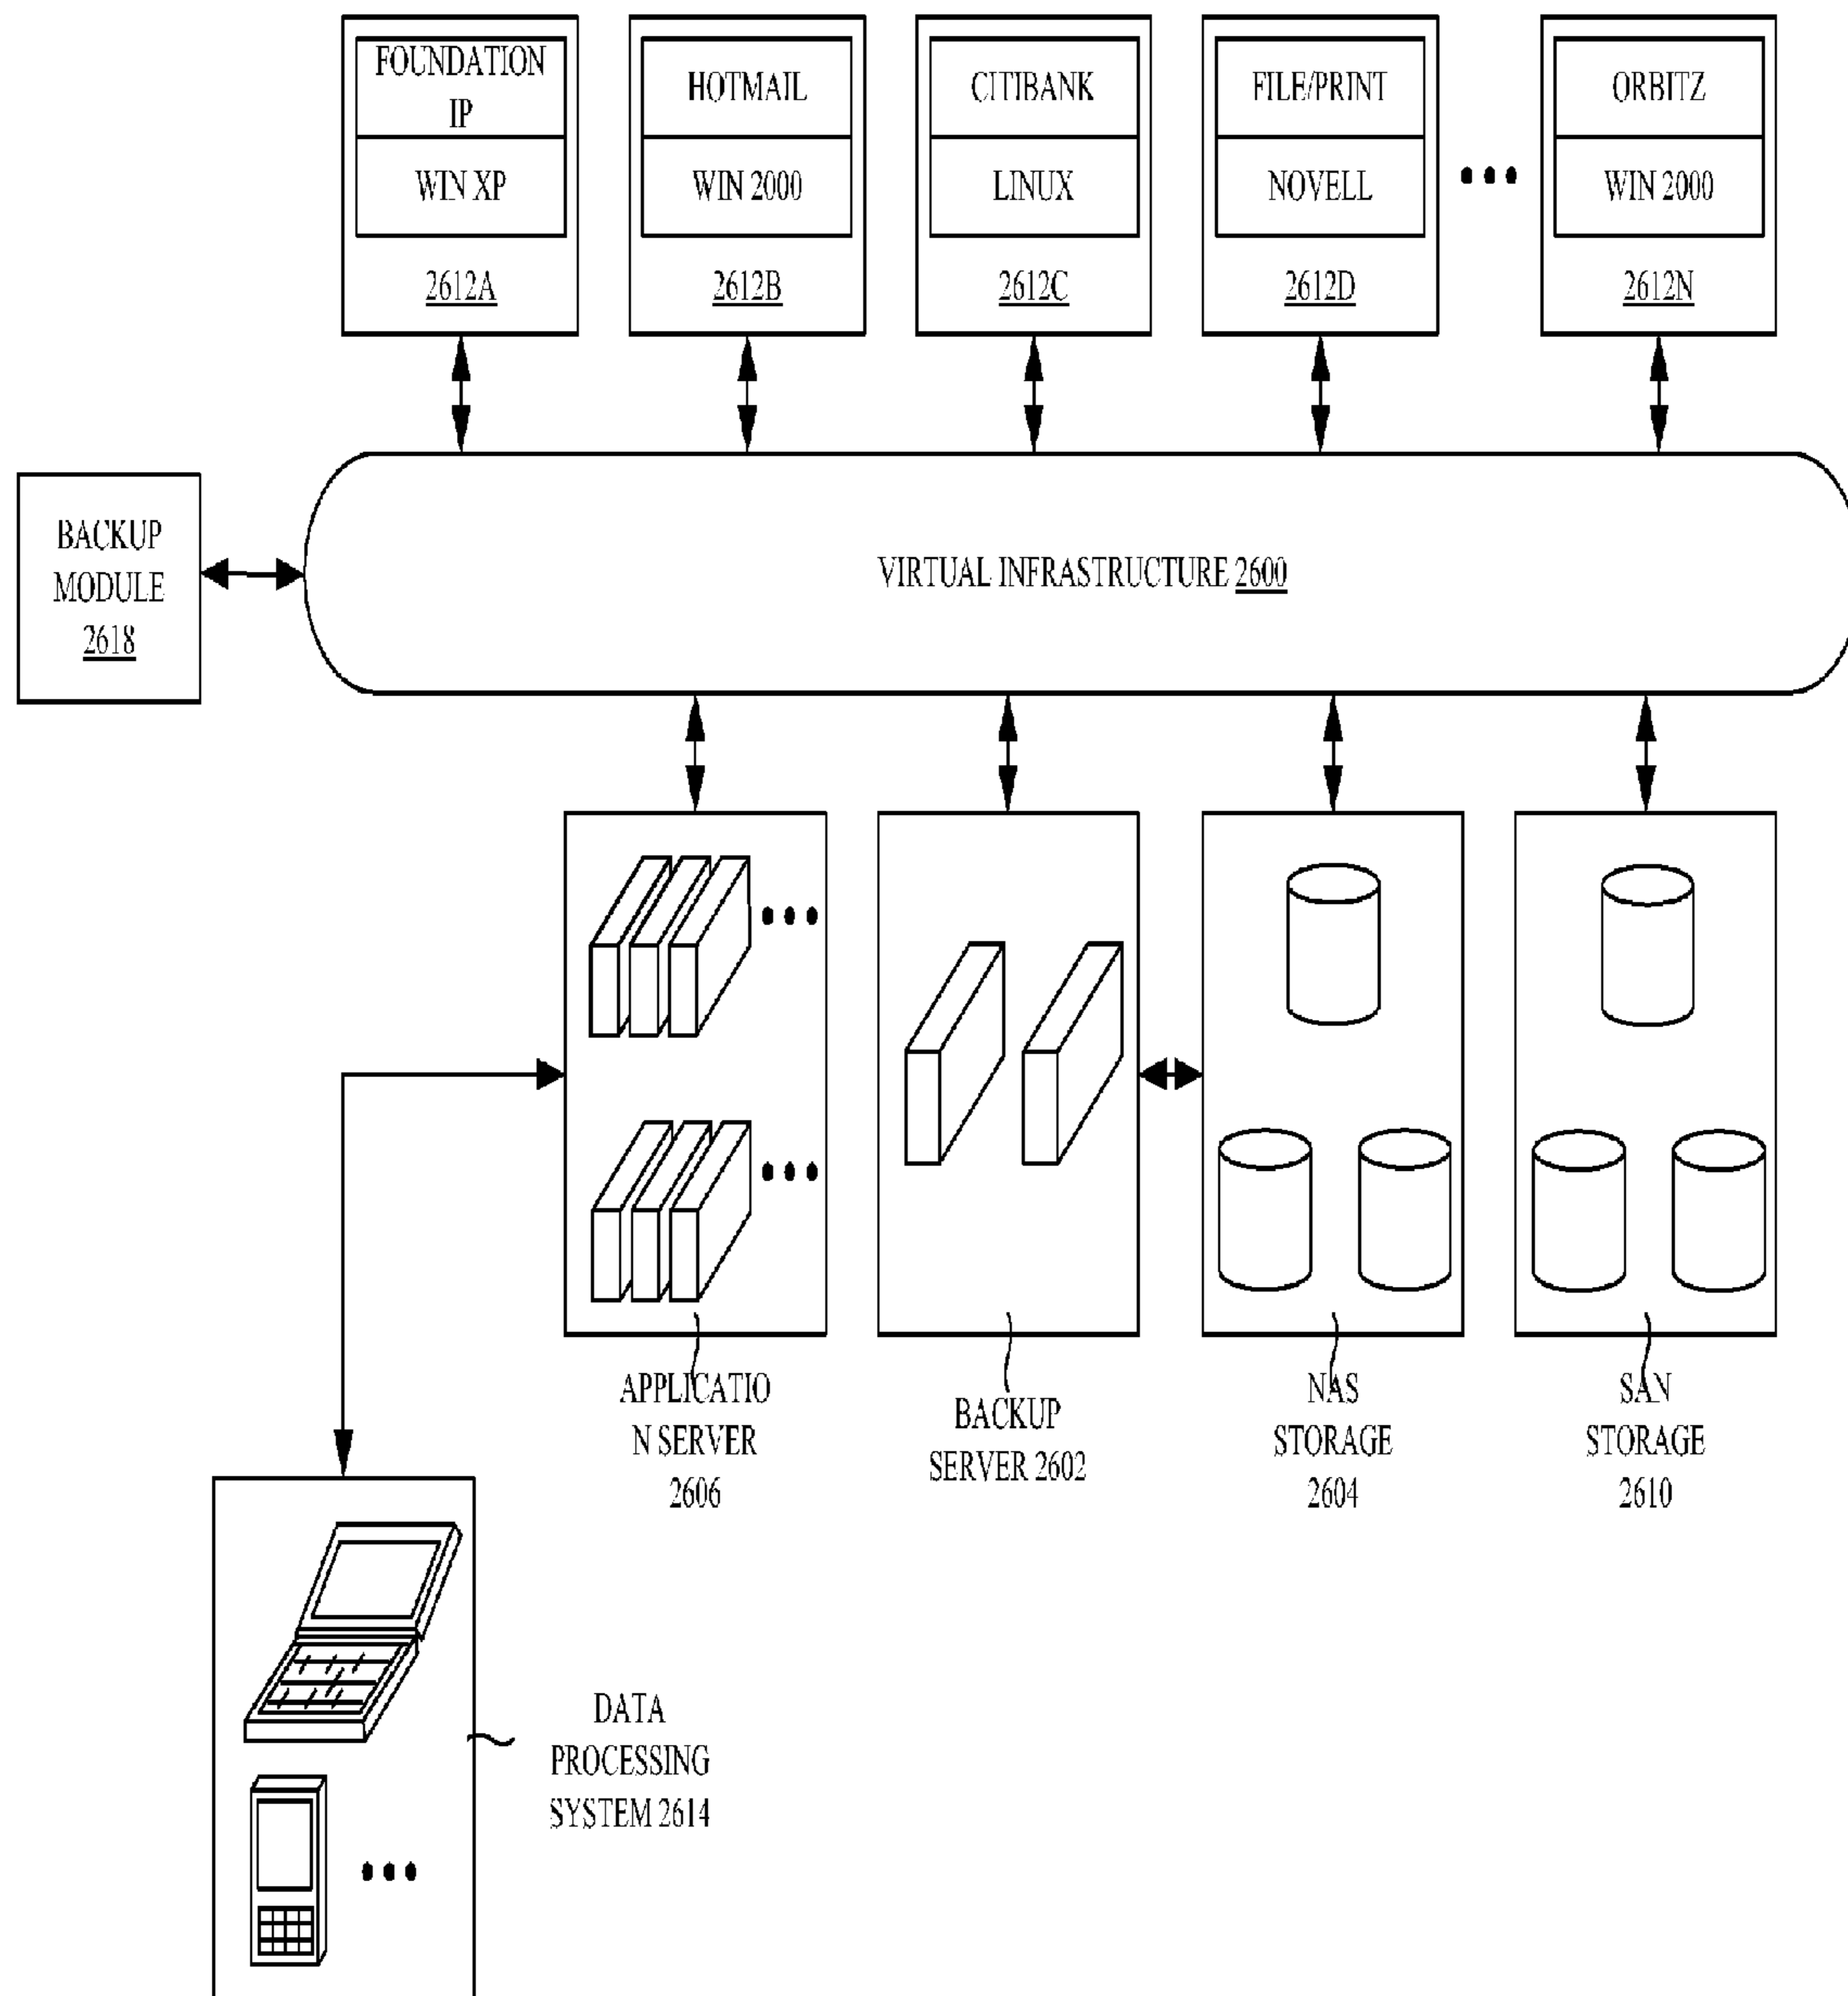 FOUNDATION
IP
WIN XP
2612A
HOTMAIL
WIN 2000
2612B
CITIBANK
LINUX
2612C
FILE/PRINT
NOVELL
2612D
ORBITZ
WIN 2000
2612N
BACKUP
MODULE
2618
VIRTUAL INFRASTRUCTURE 2600
APPLICATIO
N SERVER
2606
BACKUP
SERVER 2602
NAS
STORAGE
2604
SAN
STORAGE
2610
DATA
PROCESSING
SYSTEM 2614